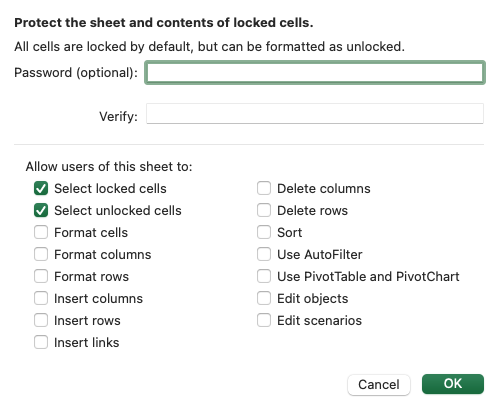 Protect the sheet and contents of locked cells.
All cells are locked by default, but can be formatted as unlocked.
Password (optional):
Verify:
Allow users of this sheet to:
Select locked cells
Select unlocked cells
Format cells
Format columns
Format rows
Insert columns
Insert rows
Insert links
Delete columns
Delete rows
Sort
Use AutoFilter
Use PivotTable and PivotChart
Edit objects
Edit scenarios
Cancel
OK